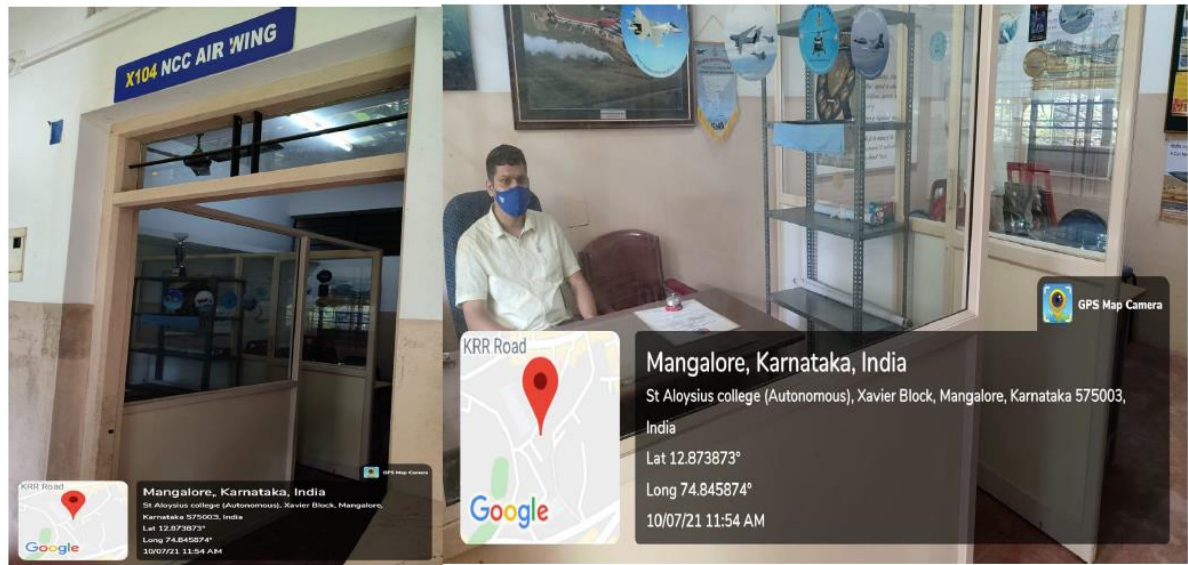 X104 NCC AIR WING
KRR Road
Google
GPS Map Camera
Mangalore, Karnataka, India
St Aloysius college (Autonomous), Xavier Block, Mangalore,
Karnataka 575003, India
Lat 12.873873°
Long 74.845874°
10/07/21 11:54 AM
GPS Map Camera
KRR Road
Google
Mangalore, Karnataka, India
St Aloysius college (Autonomous), Xavier Block, Mangalore, Karnataka 575003,
India
Lat 12.873873°
Long 74.845874°
10/07/21 11:54 AM